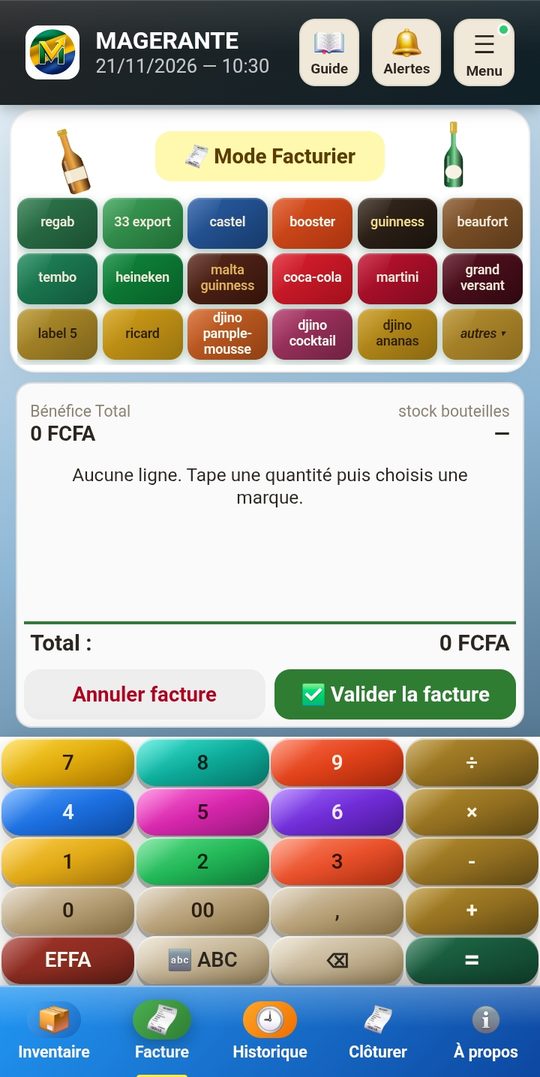 MAGERANTE
21/11/2026 — 10:30
Guide
Alertes
Menu
Mode Facturier
regab
33 export
castel
booster
guinness
beaufort
tembo
heineken
malta
guinness
coca-cola
martini
grand
versant
label 5
ricard
djino
pample-
mousse
djino
cocktail
djino
ananas
autres ▾
Bénéfice Total
stock bouteilles
0 FCFA
—
Aucune ligne. Tape une quantité puis choisis une
marque.
Total :
0 FCFA
Annuler facture
✅ Valider la facture
7
8
9
÷
4
5
6
×
1
2
3
-
0
00
,
+
EFFA
abc ABC
⌫
=
Inventaire
Facture
Historique
Clôturer
À propos